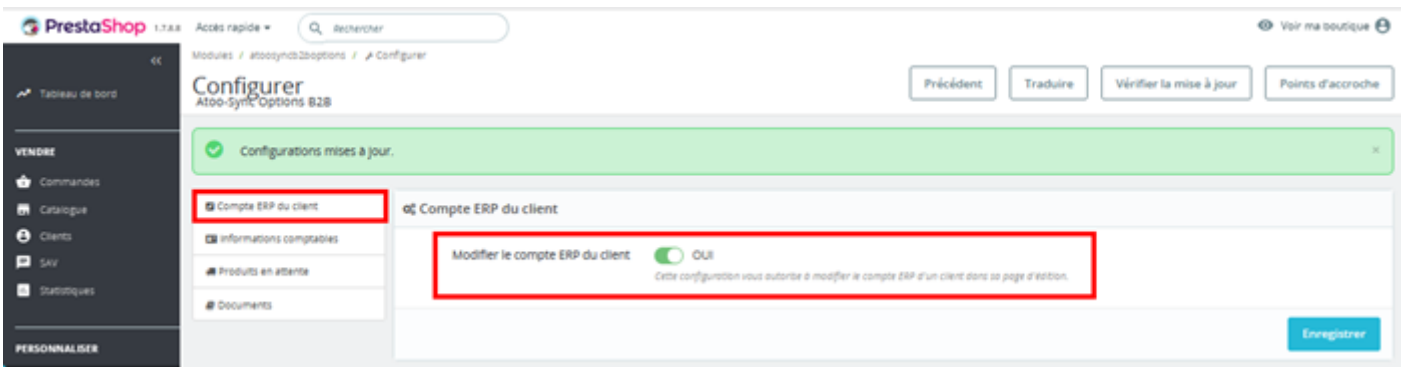 PrestaShop 1.7.8.8 Accès rapide Rechercher Voir ma boutique
Modules / atoosyncb2boptions / Configurer
Configurer
Atoo-Sync Options B2B
Précédent Traduire Vérifier la mise à jour Points d'accroche
Tableau de bord
VENDRE
Commandes
Catalogue
Clients
SAV
Statistiques
PERSONNALISER
Configurations mises à jour.
Compte ERP du client
Informations comptables
Produits en attente
Documents
Compte ERP du client
Modifier le compte ERP du client OUI
Cette configuration vous autorise à modifier le compte ERP d'un client dans sa page d'édition.
Enregistrer